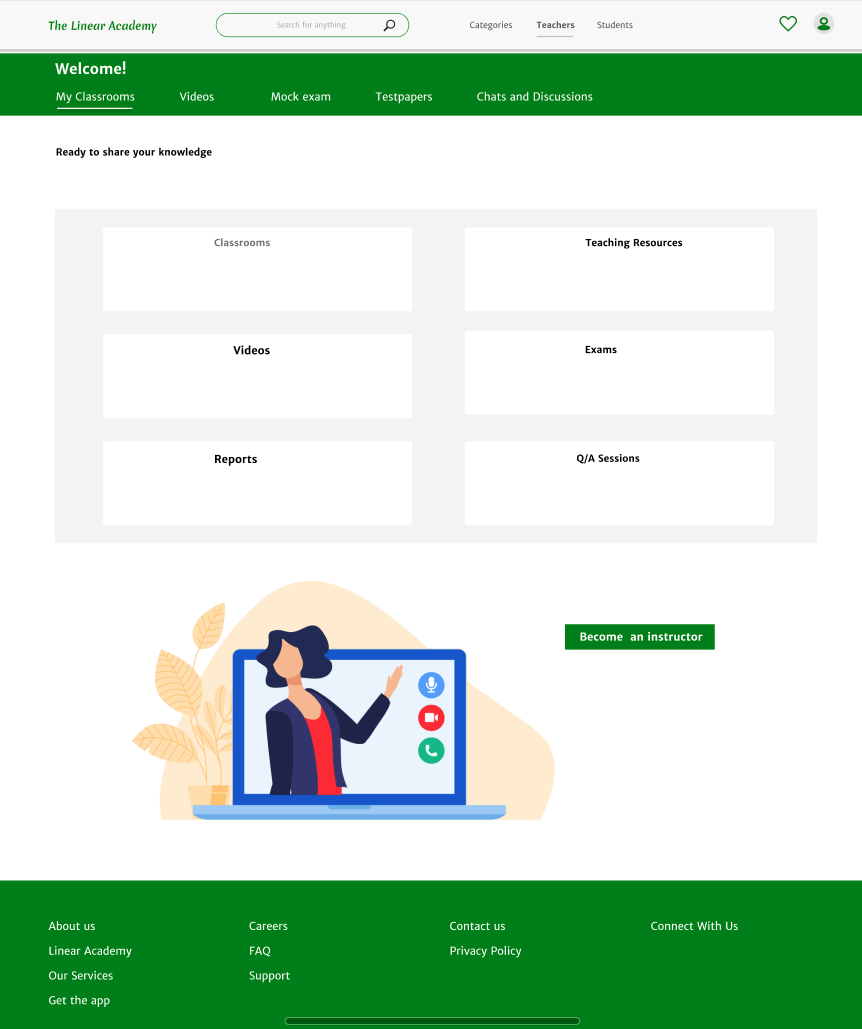 The Linear Academy
Search for anything
Categories
Teachers
Students
Welcome!
My Classrooms
Videos
Mock exam
Testpapers
Chats and Discussions
Ready to share your knowledge
Classrooms
Teaching Resources
Videos
Exams
Reports
Q/A Sessions
Become an instructor
About us
Careers
Contact us
Connect With Us
Linear Academy
FAQ
Privacy Policy
Our Services
Support
Get the app